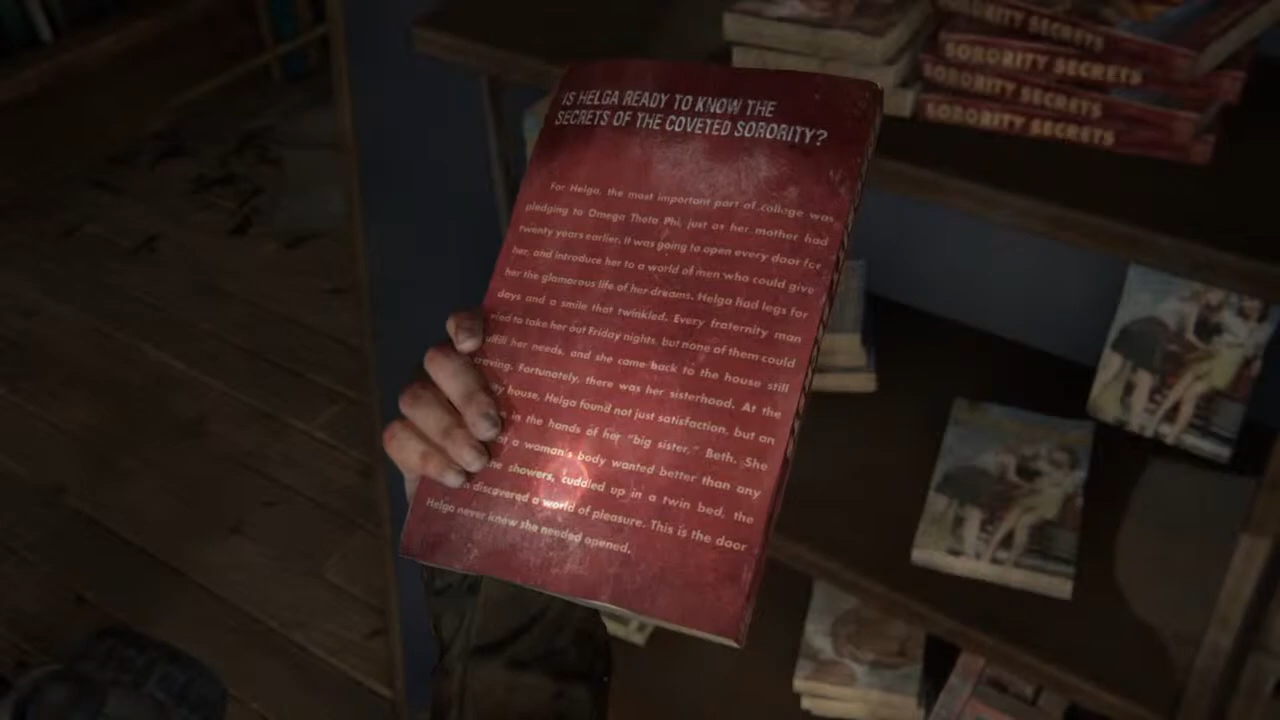 IS HELGA READY TO KNOW THE
SECRETS OF THE COVETED SORORITY?
For Helga, the most important part of college was
pledging to Omega Thata Phi, just as her mother had
twenty years earlier. It was going to open every door for
her, and introduce her to a world of men who could give
her the glamorous life of her dreams. Helga had legs for
days and a smile that twinkled. Every fraternity man
ried to take her out Friday nights, but none of them could
ulfill her needs, and she came back to the house still
craving. Fortunately, there was her sisterhood. At the
ity house, Helga found not just satisfaction, but an
in the hands of her "big sister," Beth. She
a woman's body wanted better than any
he showers, cuddled up in a twin bed, the
discovered a world of pleasure. This is the door
Helga never knew she needed opened.
SORORITY SECRETS
SORORITY SECRETS
SORORITY SECRETS
SORORITY SECRETS